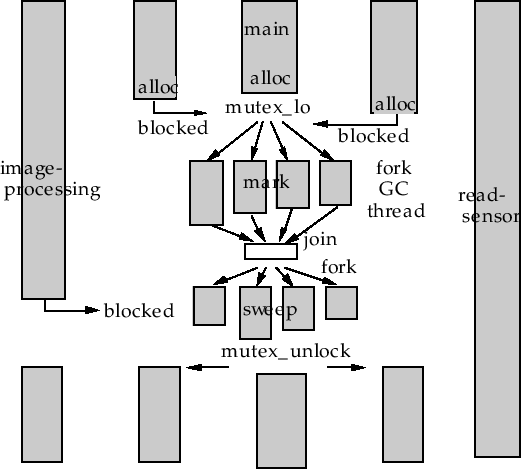 main
alloc
alloc
alloc
mutex_lo
blocked
blocked
image-
processing
mark
fork
GC
thread
read-
sensor
join
fork
blocked
sweep
mutex_unlock